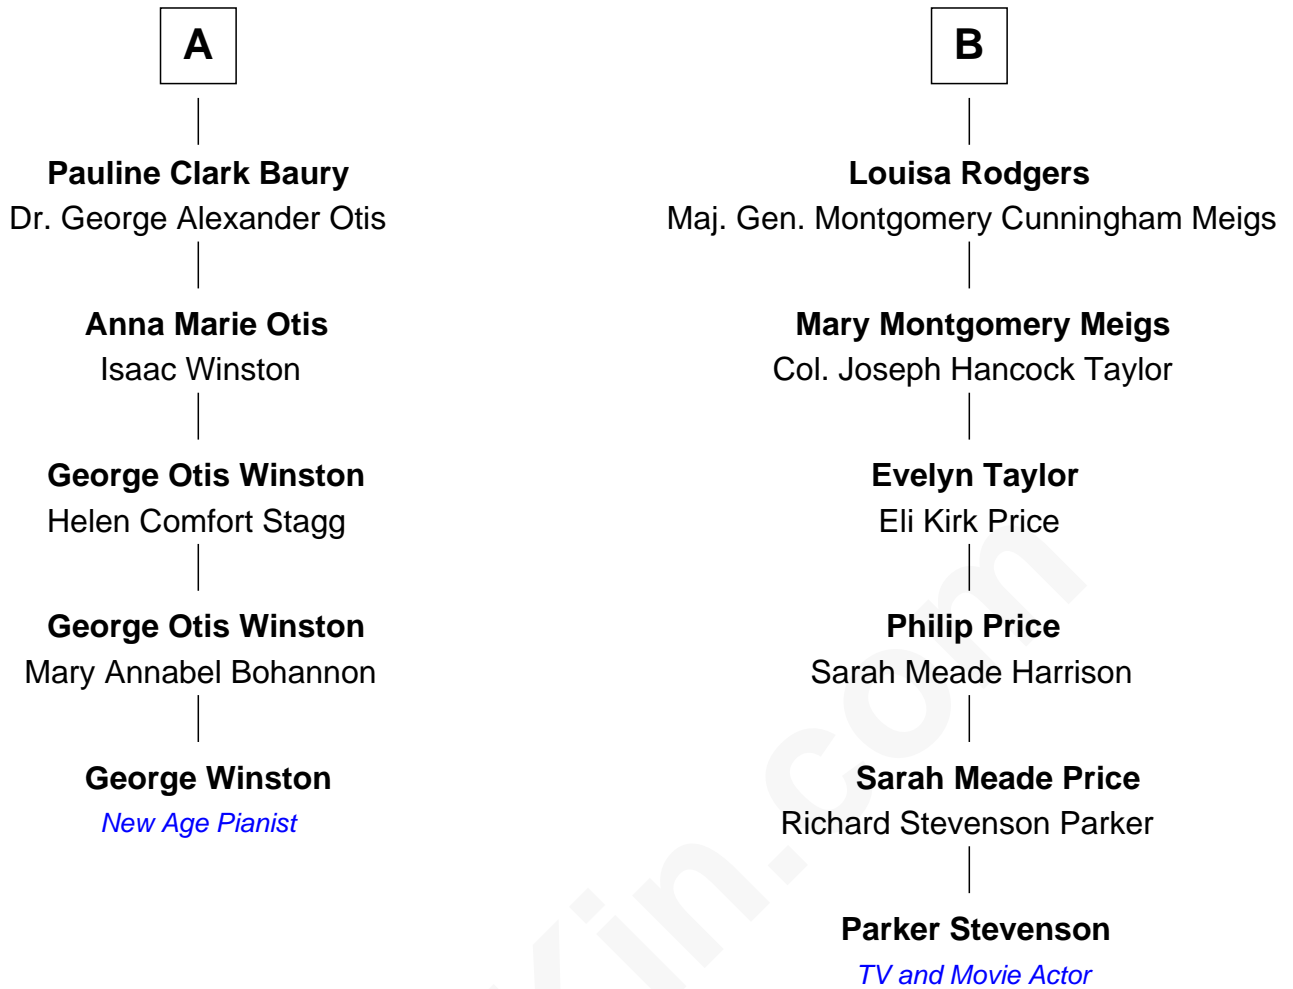 A
Pauline Clark Baury
Dr. George Alexander Otis
Anna Marie Otis
Isaac Winston
George Otis Winston
Helen Comfort Stagg
George Otis Winston
Mary Annabel Bohannon
George Winston
New Age Pianist
B
Louisa Rodgers
Maj. Gen. Montgomery Cunningham Meigs
Mary Montgomery Meigs
Col. Joseph Hancock Taylor
Evelyn Taylor
Eli Kirk Price
Philip Price
Sarah Meade Harrison
Sarah Meade Price
Richard Stevenson Parker
Parker Stevenson
TV and Movie Actor
Kin.com